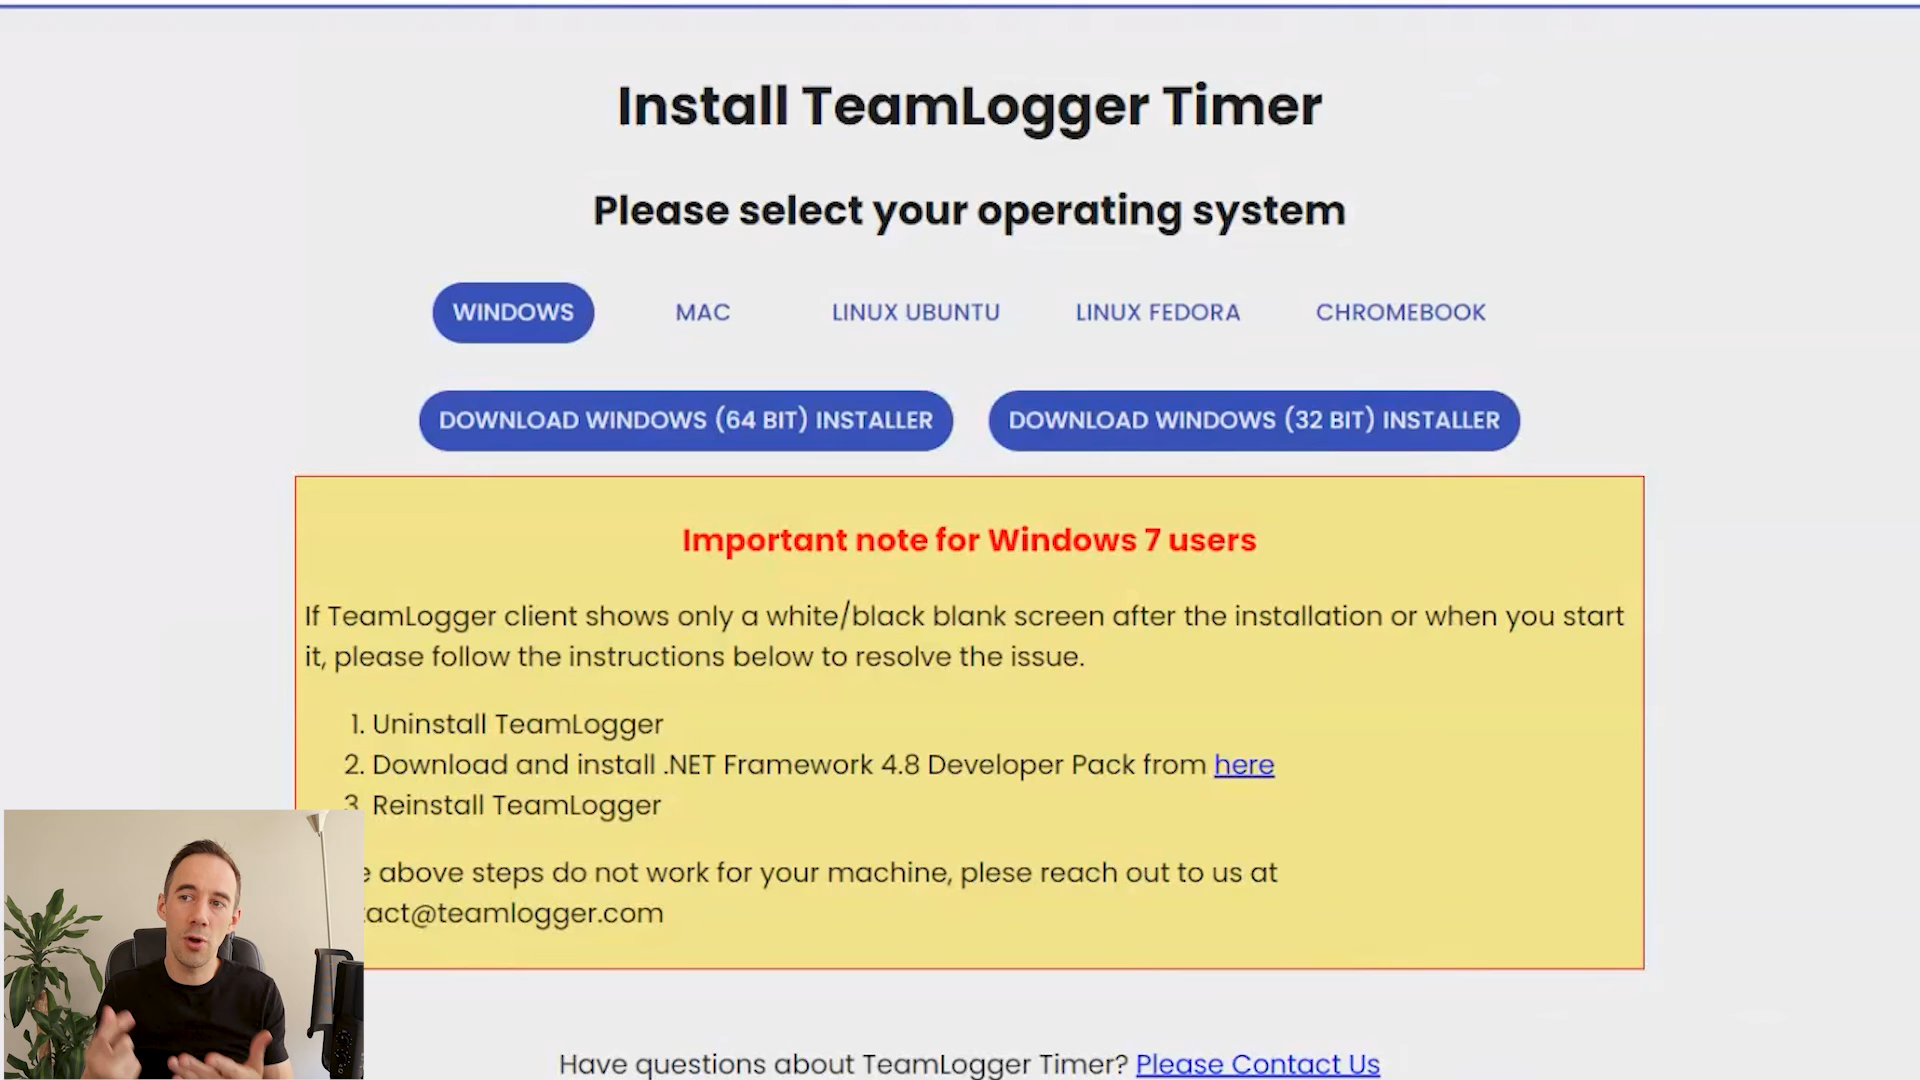 Install TeamLogger Timer
Please select your operating system
WINDOWS MAC LINUX UBUNTU LINUX FEDORA CHROMEBOOK
DOWNLOAD WINDOWS (64 BIT) INSTALLER DOWNLOAD WINDOWS (32 BIT) INSTALLER
Important note for Windows 7 users
If TeamLogger client shows only a white/black blank screen after the installation or when you start
it, please follow the instructions below to resolve the issue.
1. Uninstall TeamLogger
2. Download and install .NET Framework 4.8 Developer Pack from here
3. Reinstall TeamLogger
above steps do not work for your machine, plese reach out to us at
tact@teamlogger.com
Have questions about TeamLogger Timer? Please Contact Us